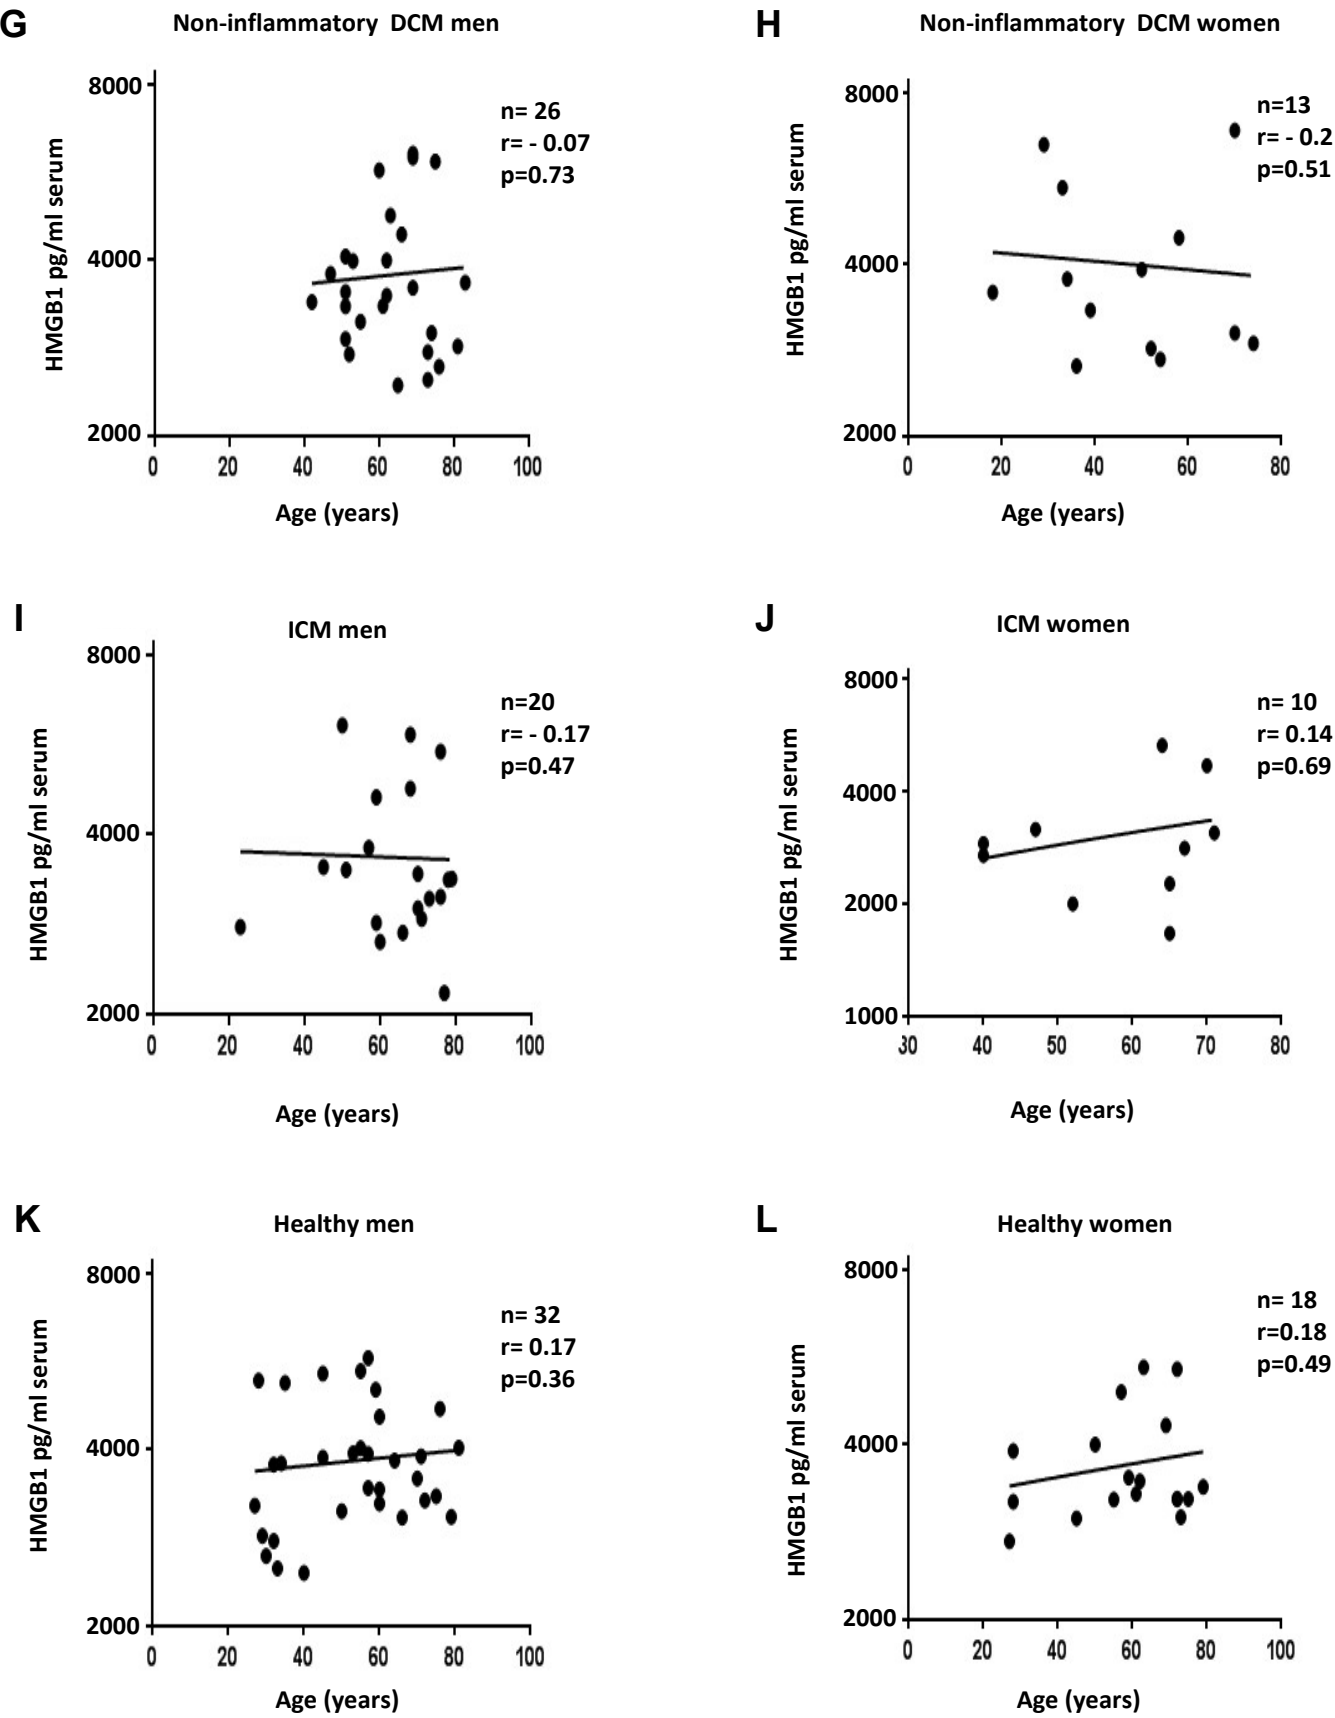 G
Non-inflammatory DCM men
HMGB1 pg/ml serum
8000
4000
2000
n= 26
r= - 0.07
p=0.73
0 20 40 60 80 100
Age (years)
H
Non-inflammatory DCM women
HMGB1 pg/ml serum
8000
4000
2000
n=13
r= - 0.2
p=0.51
0 20 40 60 80
Age (years)
I
ICM men
HMGB1 pg/ml serum
8000
4000
2000
n=20
r= - 0.17
p=0.47
0 20 40 60 80 100
Age (years)
J
ICM women
HMGB1 pg/ml serum
8000
4000
2000
1000
n= 10
r= 0.14
p=0.69
30 40 50 60 70 80
Age (years)
K
Healthy men
HMGB1 pg/ml serum
8000
4000
2000
n= 32
r= 0.17
p=0.36
0 20 40 60 80 100
Age (years)
L
Healthy women
HMGB1 pg/ml serum
8000
4000
2000
n= 18
r=0.18
p=0.49
0 20 40 60 80 100
Age (years)